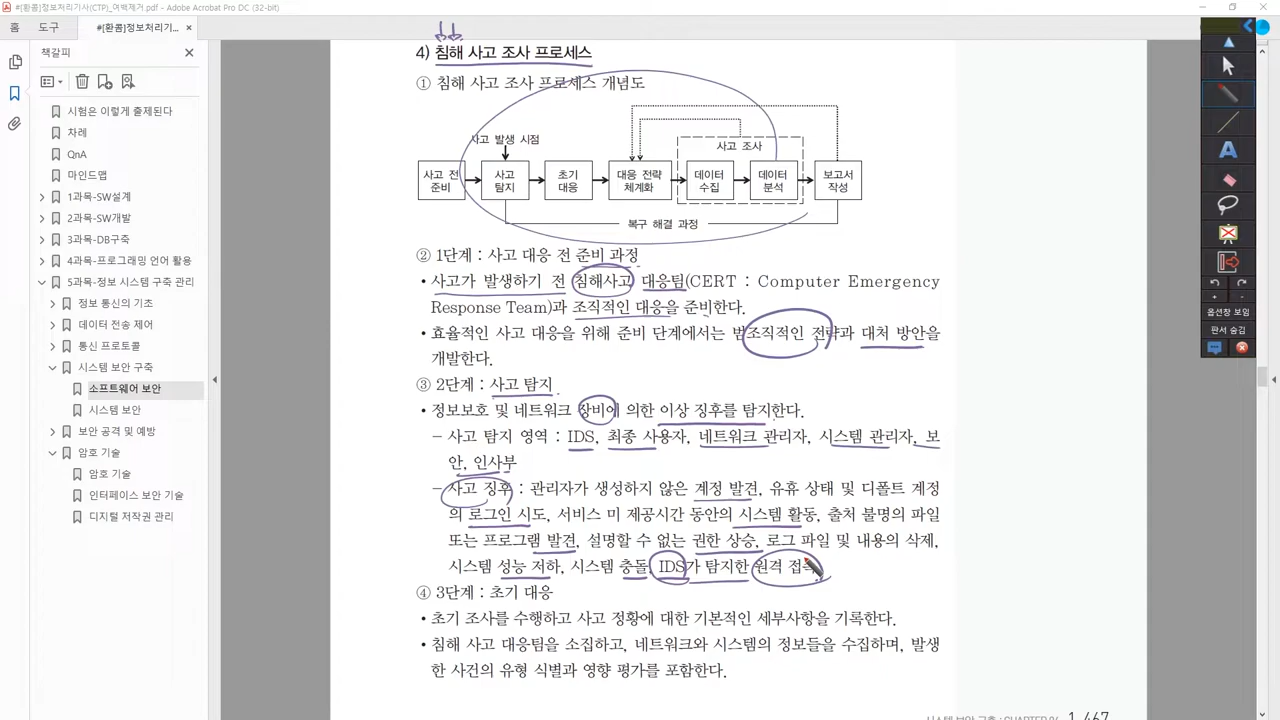 #[환콤]정보처리기사(CTP)_여백제거.pdf - Adobe Acrobat Pro DC (32-bit)
홈 도구 #[환콤]정보처리기...
책갈피
시험은 이렇게 출제된다
차례
QnA
마인드맵
1과목-SW설계
2과목-SW개발
3과목-DB구축
4과목-프로그래밍 언어 활용
5과목-정보 시스템 구축 관리
정보 통신의 기초
데이터 전송 제어
통신 프로토콜
시스템 보안 구축
소프트웨어 보안
시스템 보안
보안 공격 및 예방
암호 기술
암호 기술
인터페이스 보안 기술
디지털 저작권 관리
4) 침해 사고 조사 프로세스
① 침해 사고 조사 프로세스 개념도
사고 발생 시점
사고 조사
사고 전 준비
사고 탐지
초기 대응
대응 전략 체계화
데이터 수집
데이터 분석
보고서 작성
복구 해결 과정
② 1단계 : 사고 대응 전 준비 과정
• 사고가 발생하기 전 침해사고 대응팀(CERT : Computer Emergency
Response Team)과 조직적인 대응을 준비한다.
• 효율적인 사고 대응을 위해 준비 단계에서는 범조직적인 전략과 대처 방안을
개발한다.
③ 2단계 : 사고 탐지
• 정보보호 및 네트워크 장비에 의한 이상 징후를 탐지한다.
– 사고 탐지 영역 : IDS, 최종 사용자, 네트워크 관리자, 시스템 관리자, 보
안, 인사부
– 사고 징후 : 관리자가 생성하지 않은 계정 발견, 유휴 상태 및 디폴트 계정
의 로그인 시도, 서비스 미 제공시간 동안의 시스템 활동, 출처 불명의 파일
또는 프로그램 발견, 설명할 수 없는 권한 상승, 로그 파일 및 내용의 삭제,
시스템 성능 저하, 시스템 충돌, IDS가 탐지한 원격 접속
④ 3단계 : 초기 대응
• 초기 조사를 수행하고 사고 정황에 대한 기본적인 세부사항을 기록한다.
• 침해 사고 대응팀을 소집하고, 네트워크와 시스템의 정보들을 수집하며, 발생
한 사건의 유형 식별과 영향 평가를 포함한다.
옵션창 보임
판서 숨김